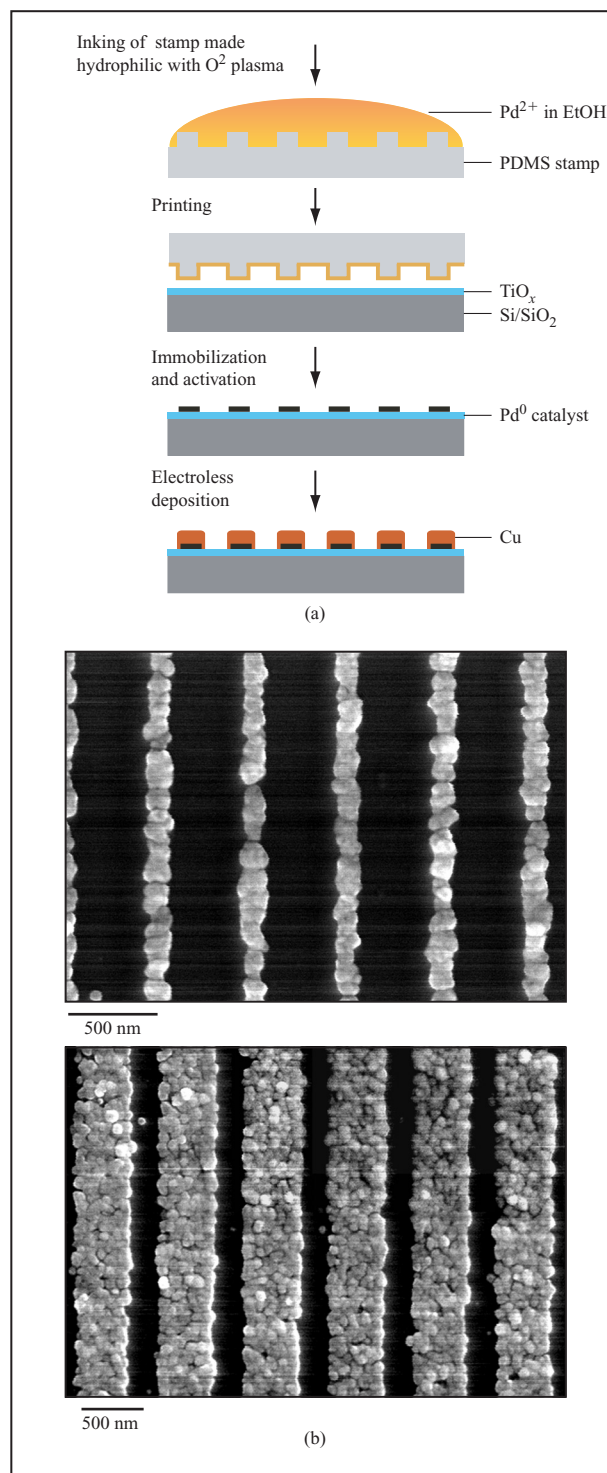 Inking of stamp made
hydrophilic with O² plasma
Pd²⁺ in EtOH
PDMS stamp
Printing
TiOₓ
Si/SiO₂
Immobilization
and activation
Pd⁰ catalyst
Electroless
deposition
Cu
(a)
500 nm
500 nm
(b)